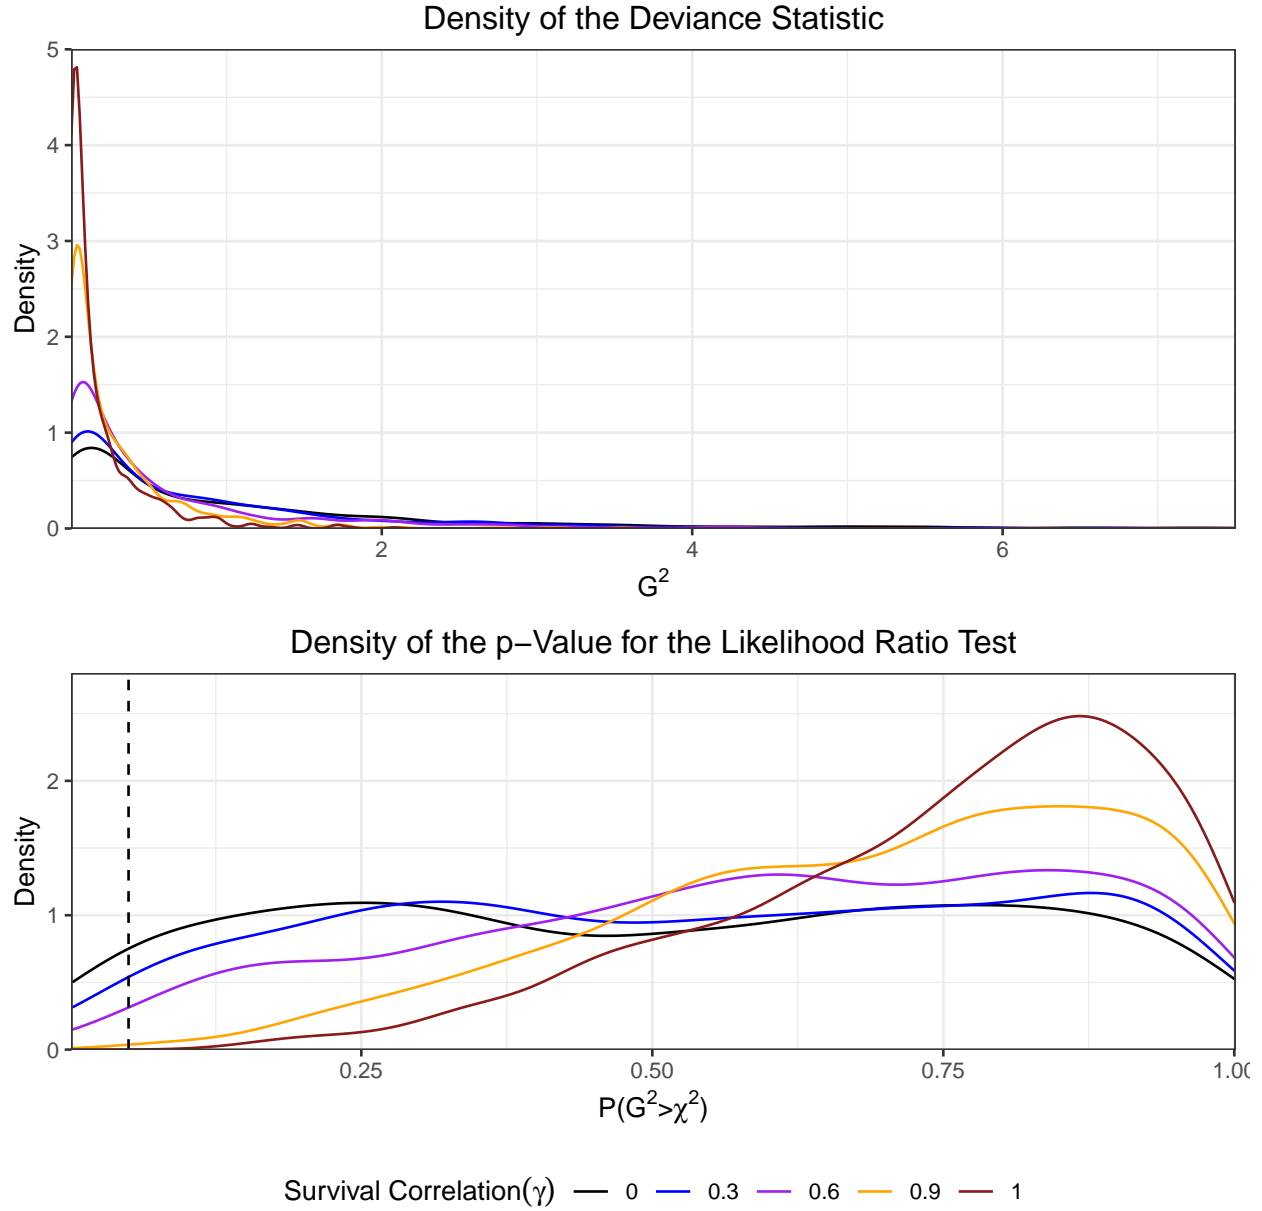 Density of the Deviance Statistic
5
4
3
2
1
0
Density
2 4 6
G²
Density of the p−Value for the Likelihood Ratio Test
2
1
0
Density
0.25 0.50 0.75 1.00
P(G²>χ²)
Survival Correlation(γ) 0 0.3 0.6 0.9 1